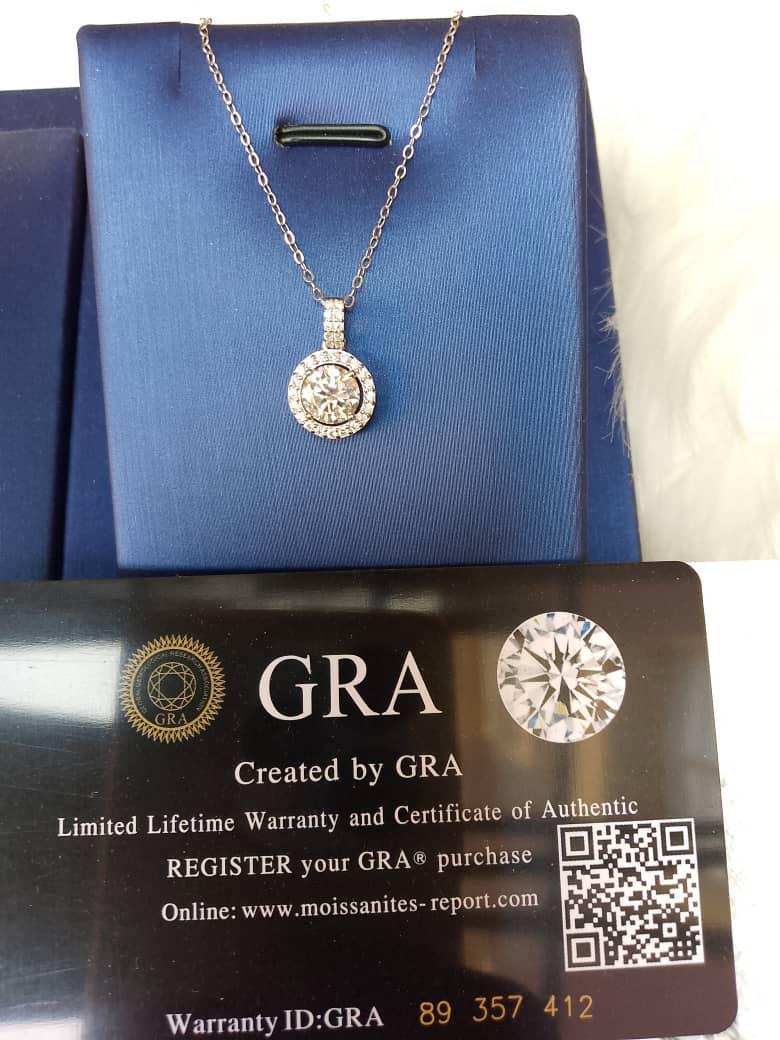 GRA
GRA
Created by GRA
Limited Lifetime Warranty and Certificate of Authentic
REGISTER your GRA® purchase
Online: www.moissanites-report.com
Warranty ID:GRA 89 357 412